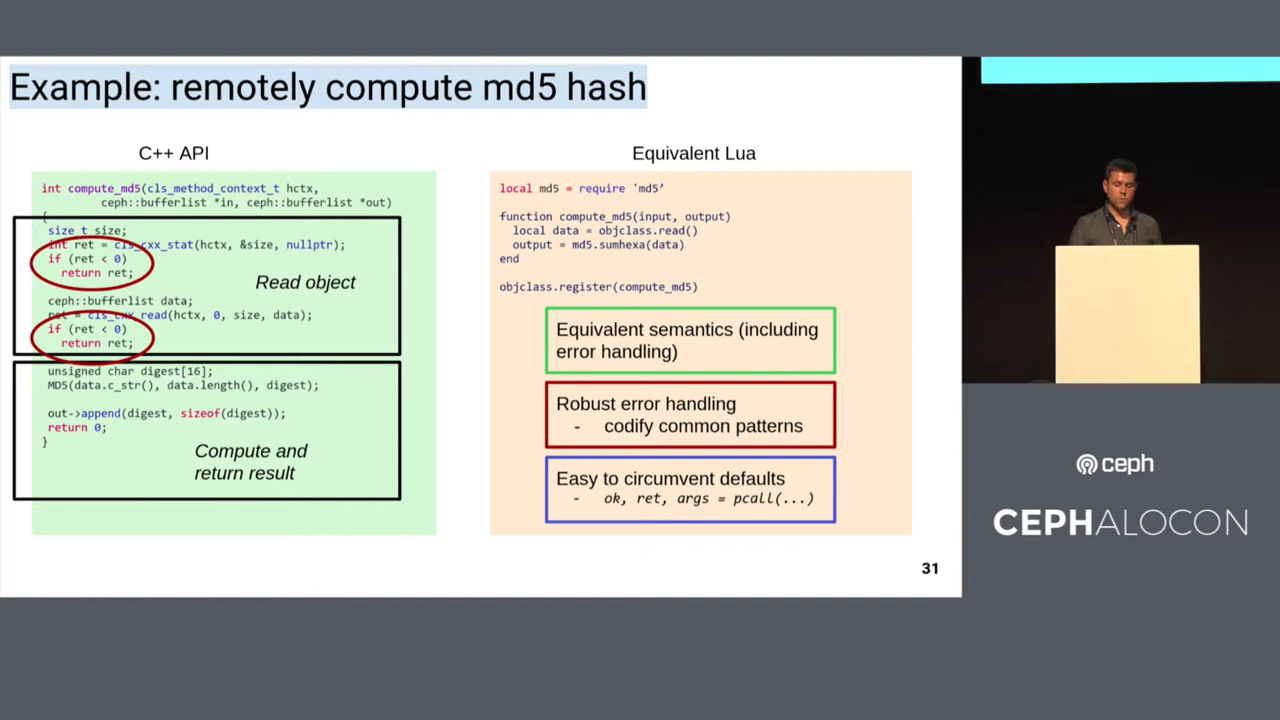 Example: remotely compute md5 hash
C++ API
int compute_md5(cls_method_context_t hctx,
ceph::bufferlist *in, ceph::bufferlist *out)
{
size_t size;
int ret = cls_cxx_stat(hctx, &size, nullptr);
if (ret < 0)
return ret;
Read object
ceph::bufferlist data;
ret = cls_cxx_read(hctx, 0, size, data);
if (ret < 0)
return ret;
unsigned char digest[16];
MD5(data.c_str(), data.length(), digest);
out->append(digest, sizeof(digest));
return 0;
}
Compute and
return result
Equivalent Lua
local md5 = require 'md5’
function compute_md5(input, output)
local data = objclass.read()
output = md5.sumhexa(data)
end
objclass.register(compute_md5)
Equivalent semantics (including
error handling)
Robust error handling
- codify common patterns
Easy to circumvent defaults
- ok, ret, args = pcall(...)
31
ceph
CEPHALOCON